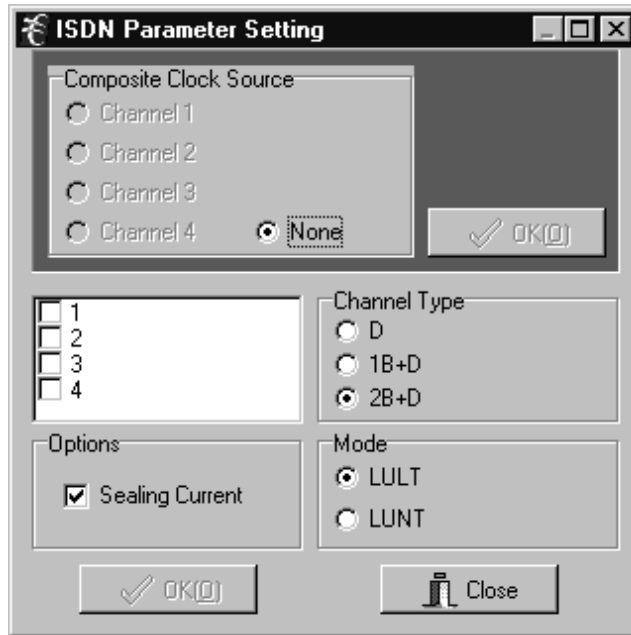 ISDN Parameter Setting
Composite Clock Source
Channel 1
Channel 2
Channel 3
Channel 4 None
OK(O)
1
2
3
4
Channel Type
D
1B+D
2B+D
Options
Sealing Current
Mode
LULT
LUNT
OK(O)
Close